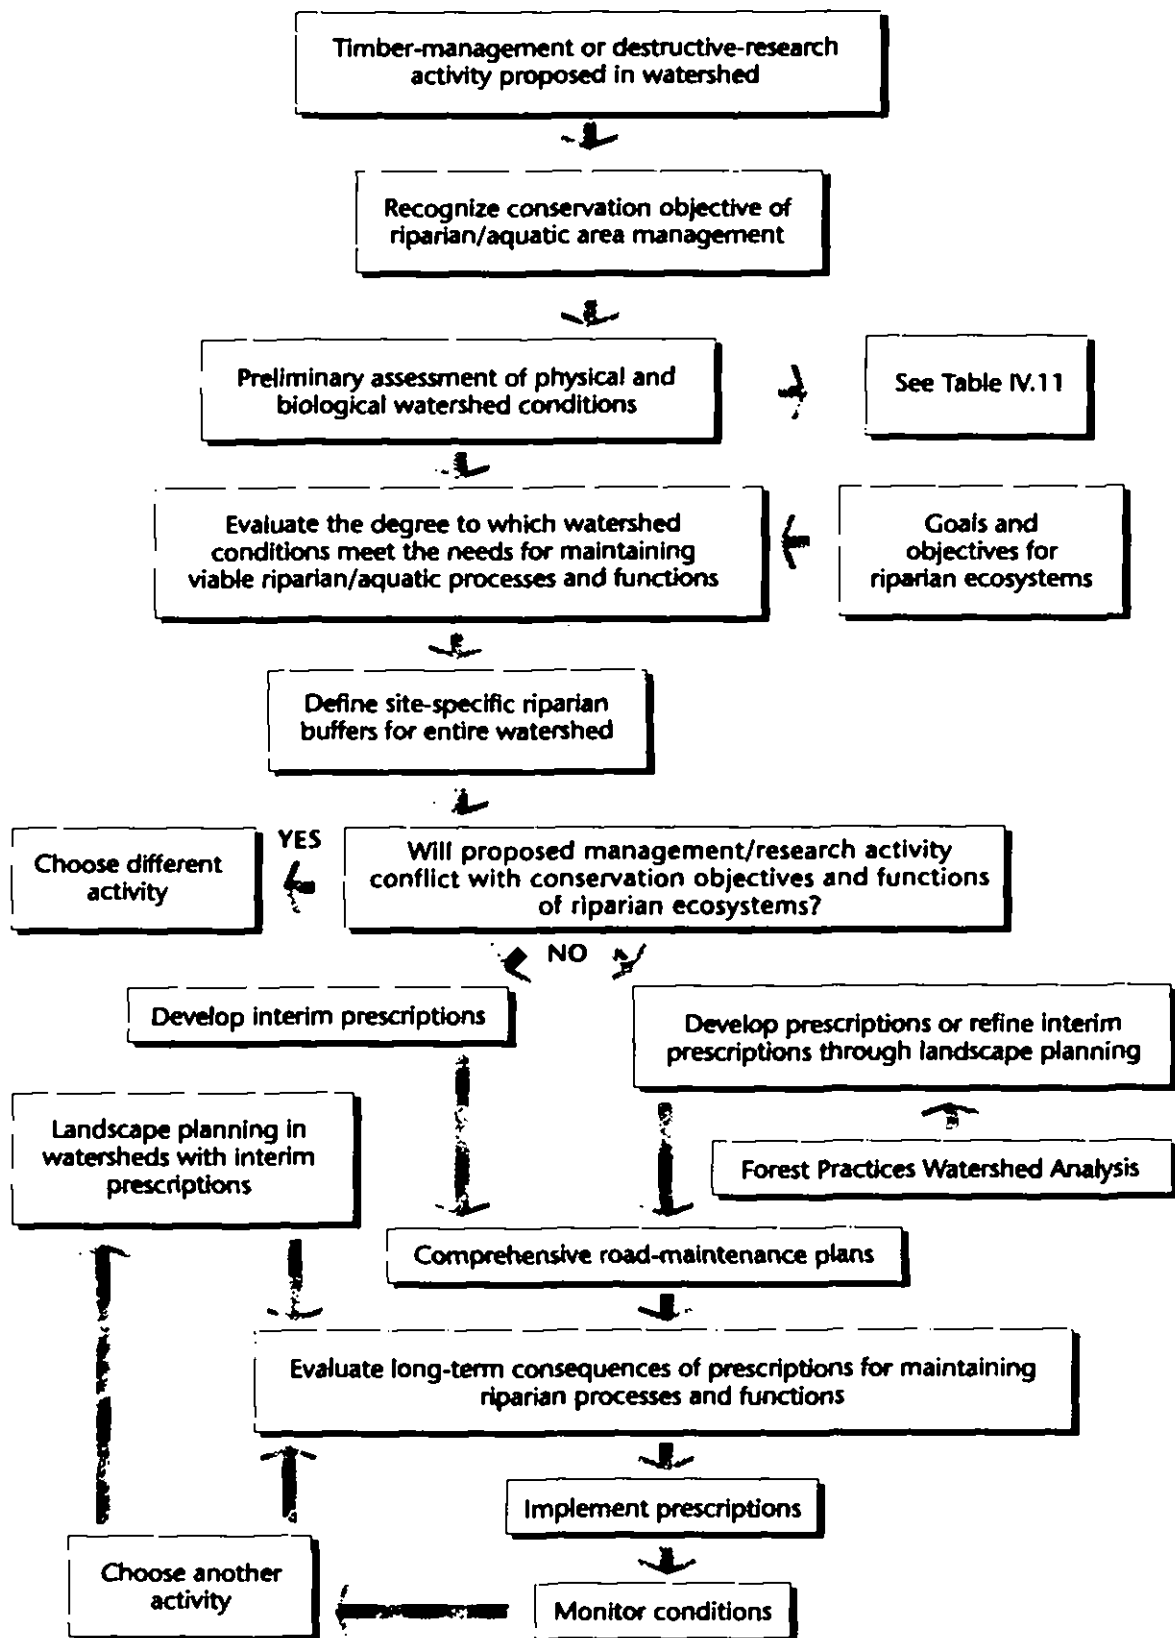 Timber-management or destructive-research
activity proposed in watershed
Recognize conservation objective of
riparian/aquatic area management
Preliminary assessment of physical and
biological watershed conditions
See Table IV.11
Evaluate the degree to which watershed
conditions meet the needs for maintaining
viable riparian/aquatic processes and functions
Goals and
objectives for
riparian ecosystems
Define site-specific riparian
buffers for entire watershed
YES
Choose different
activity
Will proposed management/research activity
conflict with conservation objectives and functions
of riparian ecosystems?
NO
Develop interim prescriptions
Develop prescriptions or refine interim
prescriptions through landscape planning
Landscape planning in
watersheds with interim
prescriptions
Forest Practices Watershed Analysis
Comprehensive road-maintenance plans
Evaluate long-term consequences of prescriptions for maintaining
riparian processes and functions
Implement prescriptions
Choose another
activity
Monitor conditions